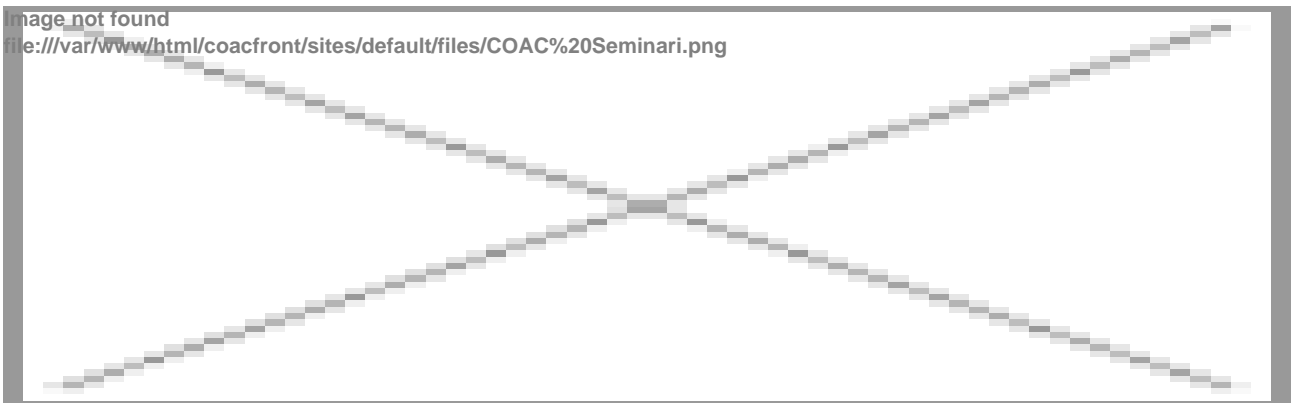 Image not found
file:///var/www/html/coacfront/sites/default/files/COAC%20Seminari.png